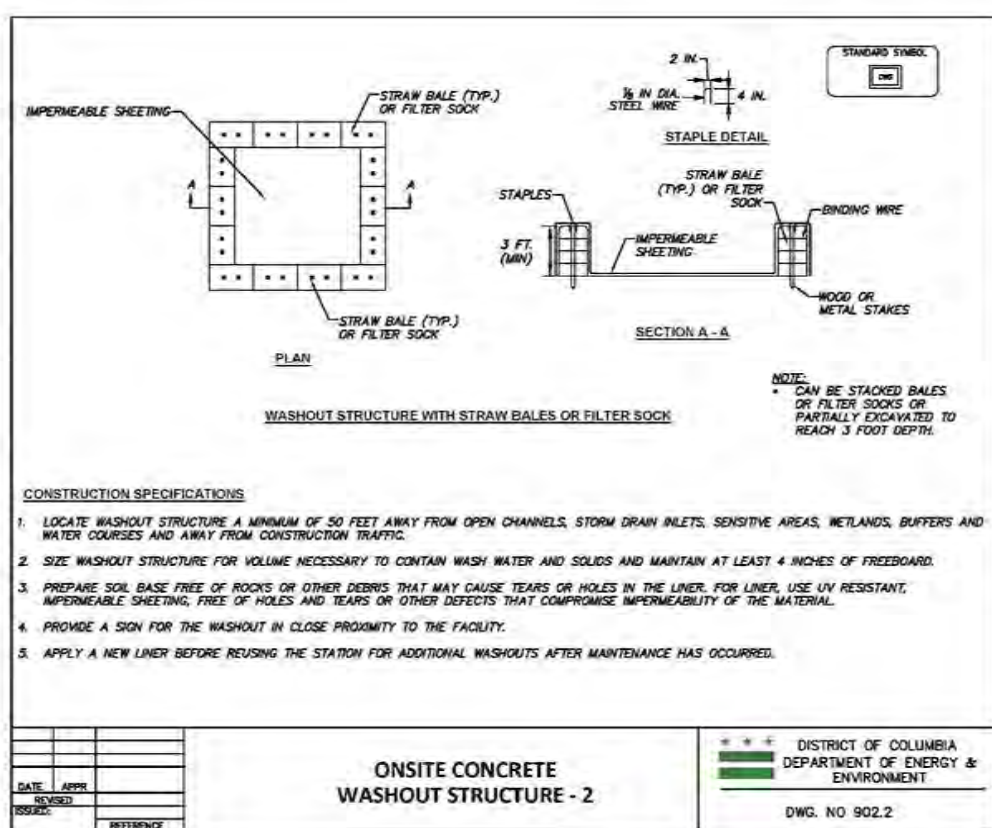 STANDARD SYMBOL
CWS
2 IN.
⅛ IN DIA.
STEEL WIRE
4 IN.
STAPLE DETAIL
IMPERMEABLE SHEETING
STRAW BALE (TYP.)
OR FILTER SOCK
A
A
STRAW BALE (TYP.)
OR FILTER SOCK
PLAN
STRAW BALE
(TYP.) OR FILTER
SOCK
STAPLES
BINDING WIRE
3 FT.
(MIN)
IMPERMEABLE
SHEETING
WOOD OR
METAL STAKES
SECTION A - A
NOTE:
• CAN BE STACKED BALES
OR FILTER SOCKS OR
PARTIALLY EXCAVATED TO
REACH 3 FOOT DEPTH.
WASHOUT STRUCTURE WITH STRAW BALES OR FILTER SOCK
CONSTRUCTION SPECIFICATIONS
1. LOCATE WASHOUT STRUCTURE A MINIMUM OF 50 FEET AWAY FROM OPEN CHANNELS, STORM DRAIN INLETS, SENSITIVE AREAS, WETLANDS, BUFFERS AND
WATER COURSES AND AWAY FROM CONSTRUCTION TRAFFIC.
2. SIZE WASHOUT STRUCTURE FOR VOLUME NECESSARY TO CONTAIN WASH WATER AND SOLIDS AND MAINTAIN AT LEAST 4 INCHES OF FREEBOARD.
3. PREPARE SOIL BASE FREE OF ROCKS OR OTHER DEBRIS THAT MAY CAUSE TEARS OR HOLES IN THE LINER. FOR LINER, USE UV RESISTANT,
IMPERMEABLE SHEETING, FREE OF HOLES AND TEARS OR OTHER DEFECTS THAT COMPROMISE IMPERMEABILITY OF THE MATERIAL.
4. PROVIDE A SIGN FOR THE WASHOUT IN CLOSE PROXIMITY TO THE FACILITY.
5. APPLY A NEW LINER BEFORE REUSING THE STATION FOR ADDITIONAL WASHOUTS AFTER MAINTENANCE HAS OCCURRED.
DATE APPR
REVISED
ISSUED:
REFERENCE
ONSITE CONCRETE
WASHOUT STRUCTURE - 2
DISTRICT OF COLUMBIA
DEPARTMENT OF ENERGY &
ENVIRONMENT
DWG. NO 902.2